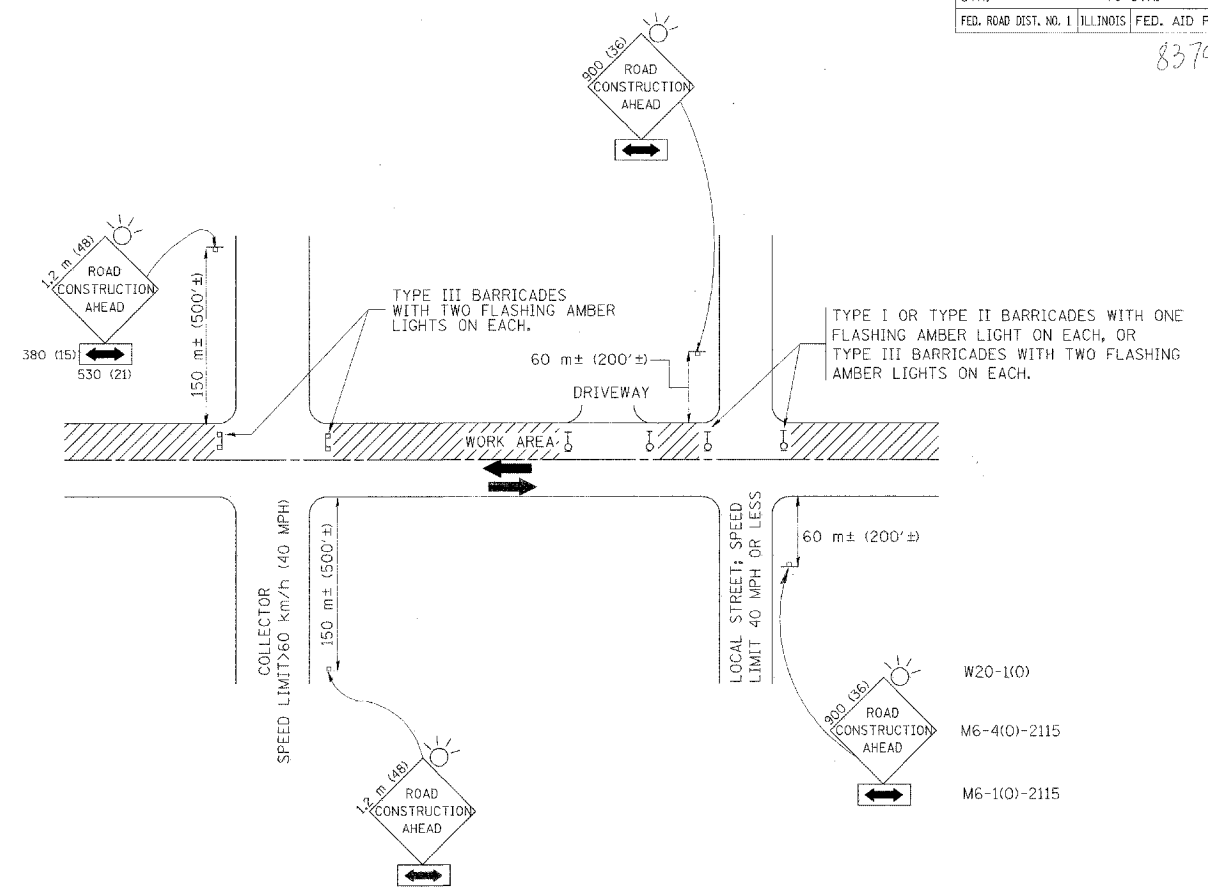 FED. ROAD DIST. NO. 1 ILLINOIS FED. AID
8379
900 (36)
ROAD
CONSTRUCTION
AHEAD
1.2 m (48)
ROAD
CONSTRUCTION
AHEAD
380 (15)
530 (21)
150 m± (500'±)
TYPE III BARRICADES
WITH TWO FLASHING AMBER
LIGHTS ON EACH.
60 m± (200'±)
DRIVEWAY
TYPE I OR TYPE II BARRICADES WITH ONE
FLASHING AMBER LIGHT ON EACH, OR
TYPE III BARRICADES WITH TWO FLASHING
AMBER LIGHTS ON EACH.
WORK AREA
COLLECTOR
SPEED LIMIT>60 km/h (40 MPH)
150 m± (500'±)
LOCAL STREET; SPEED
LIMIT 40 MPH OR LESS
60 m± (200'±)
1.2 m (48)
ROAD
CONSTRUCTION
AHEAD
900 (36)
ROAD
CONSTRUCTION
AHEAD
W20-1(O)
M6-4(O)-2115
M6-1(O)-2115